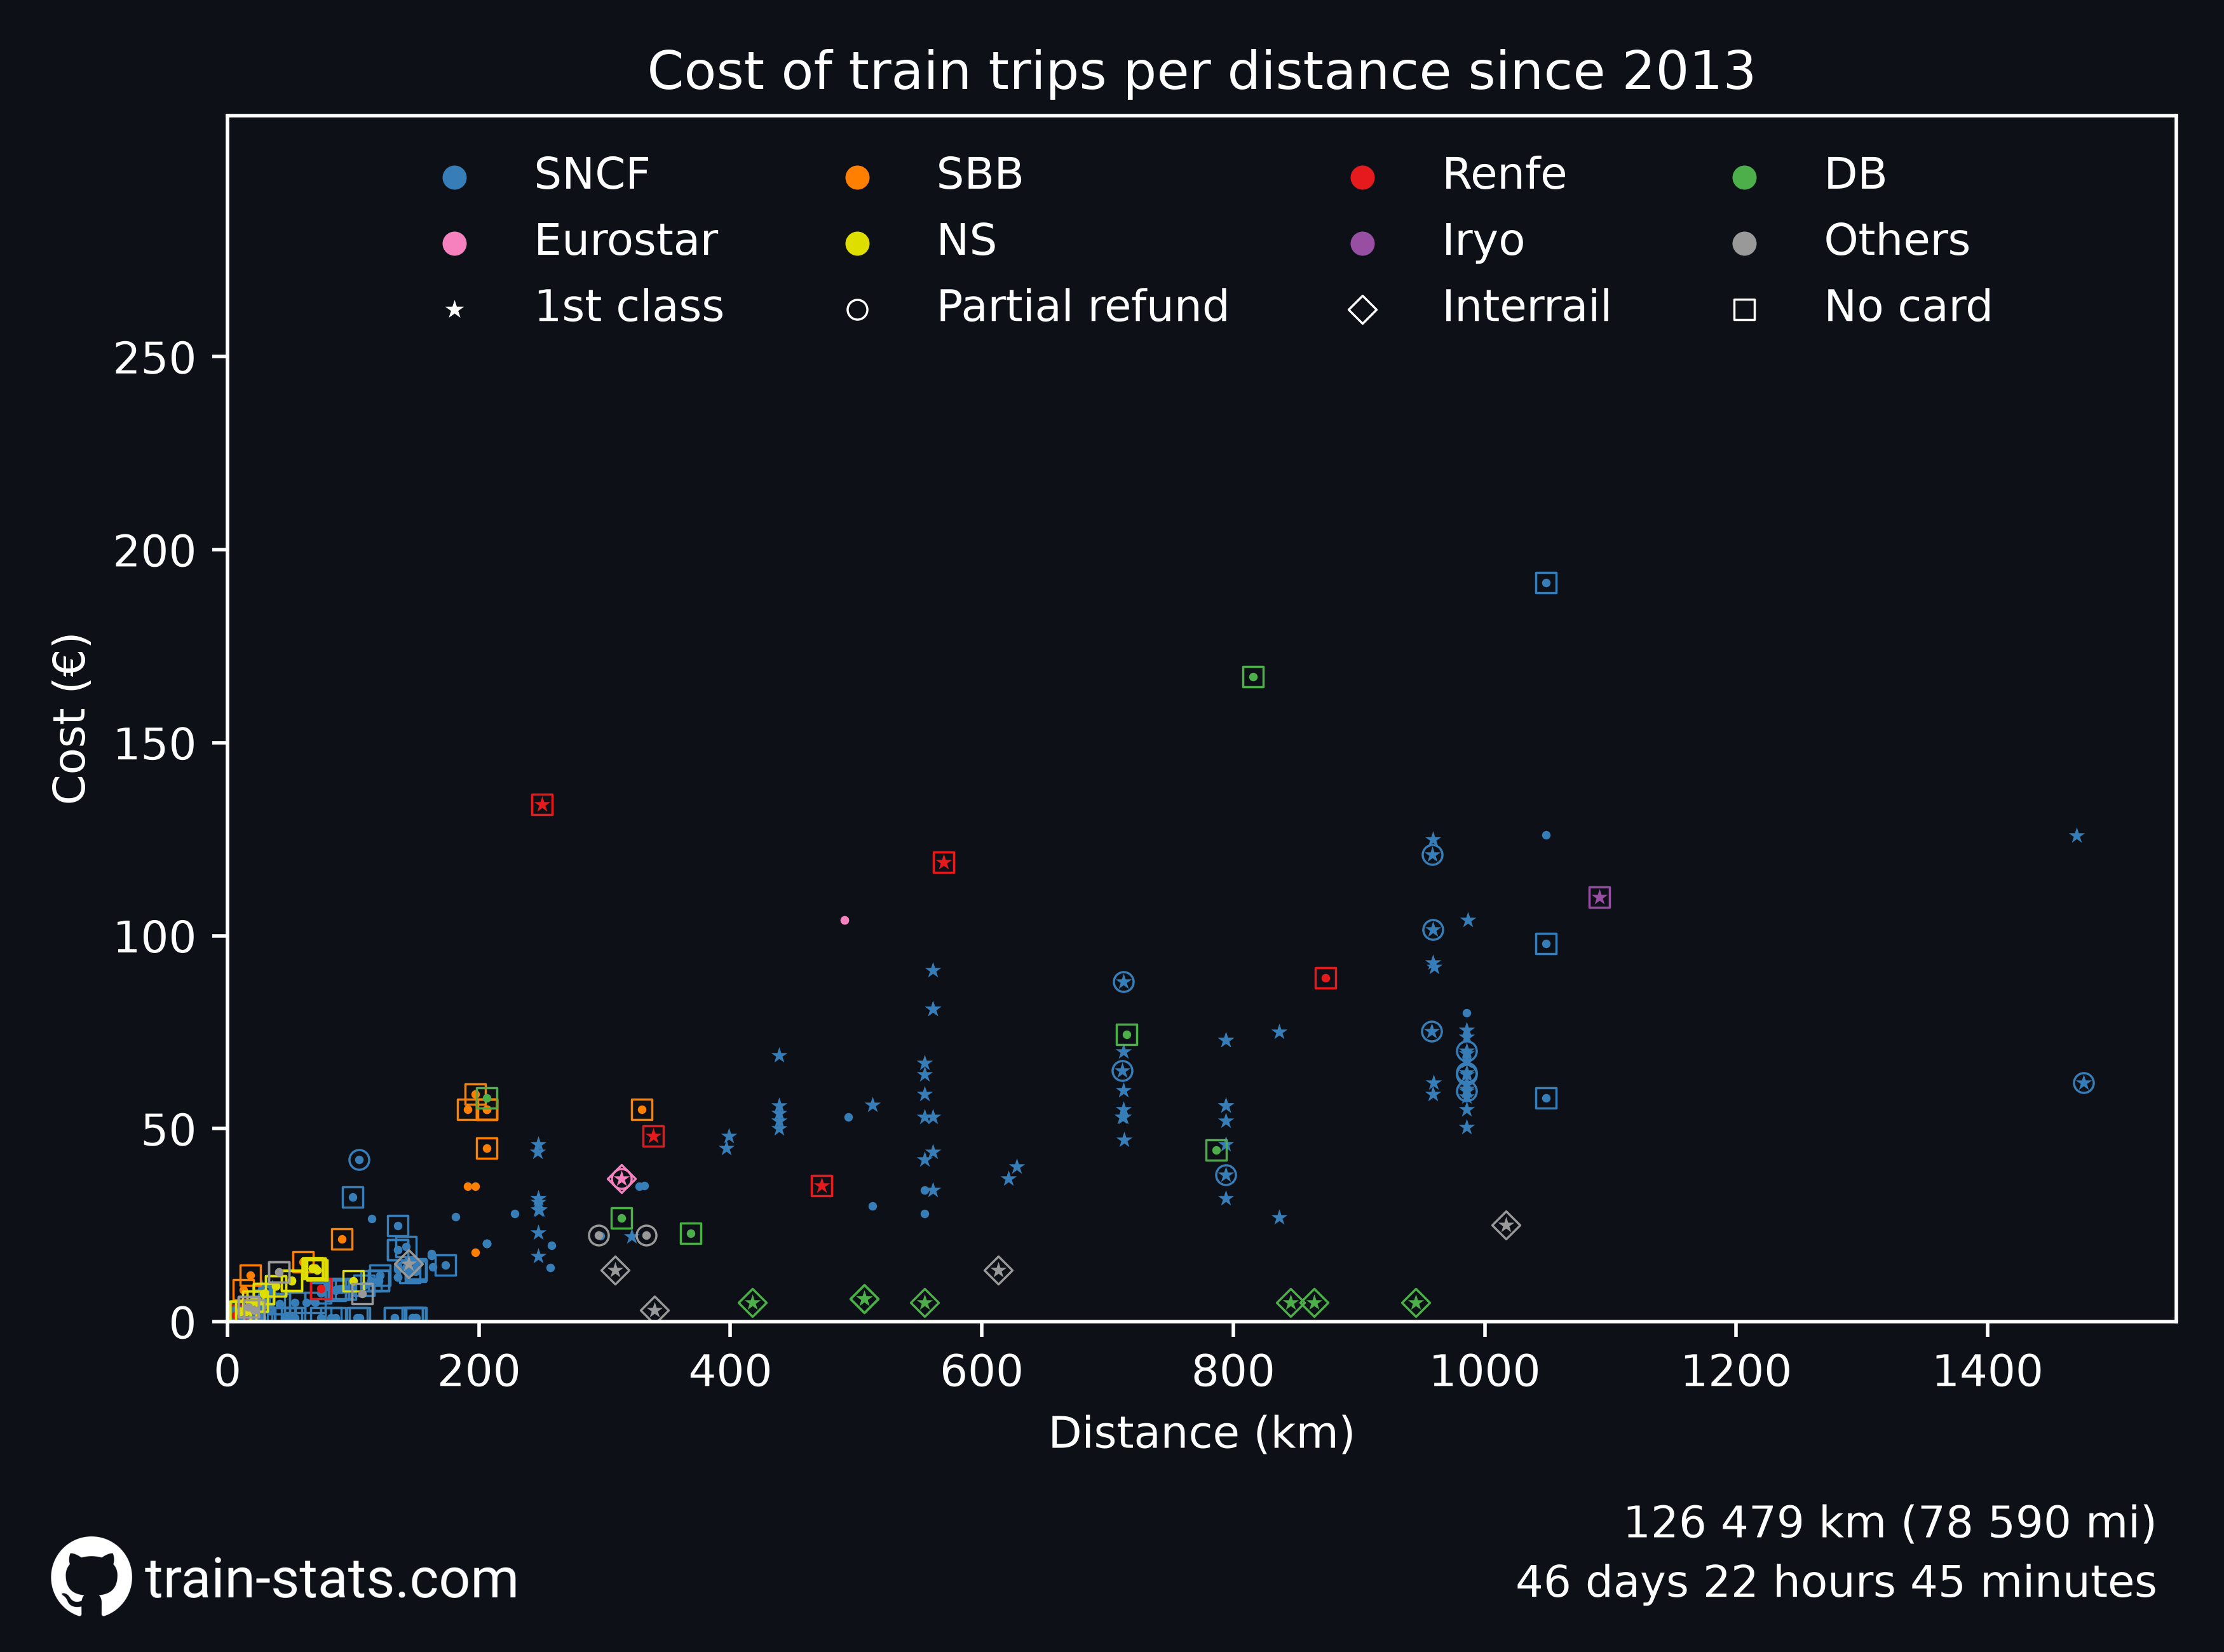 Cost of train trips per distance since 2013
SNCF SBB Renfe DB
Eurostar NS Iryo Others
1st class Partial refund Interrail No card
250
200
150
100
50
0
Cost (€)
0 200 400 600 800 1000 1200 1400
Distance (km)
126 479 km (78 590 mi)
46 days 22 hours 45 minutes
train-stats.com